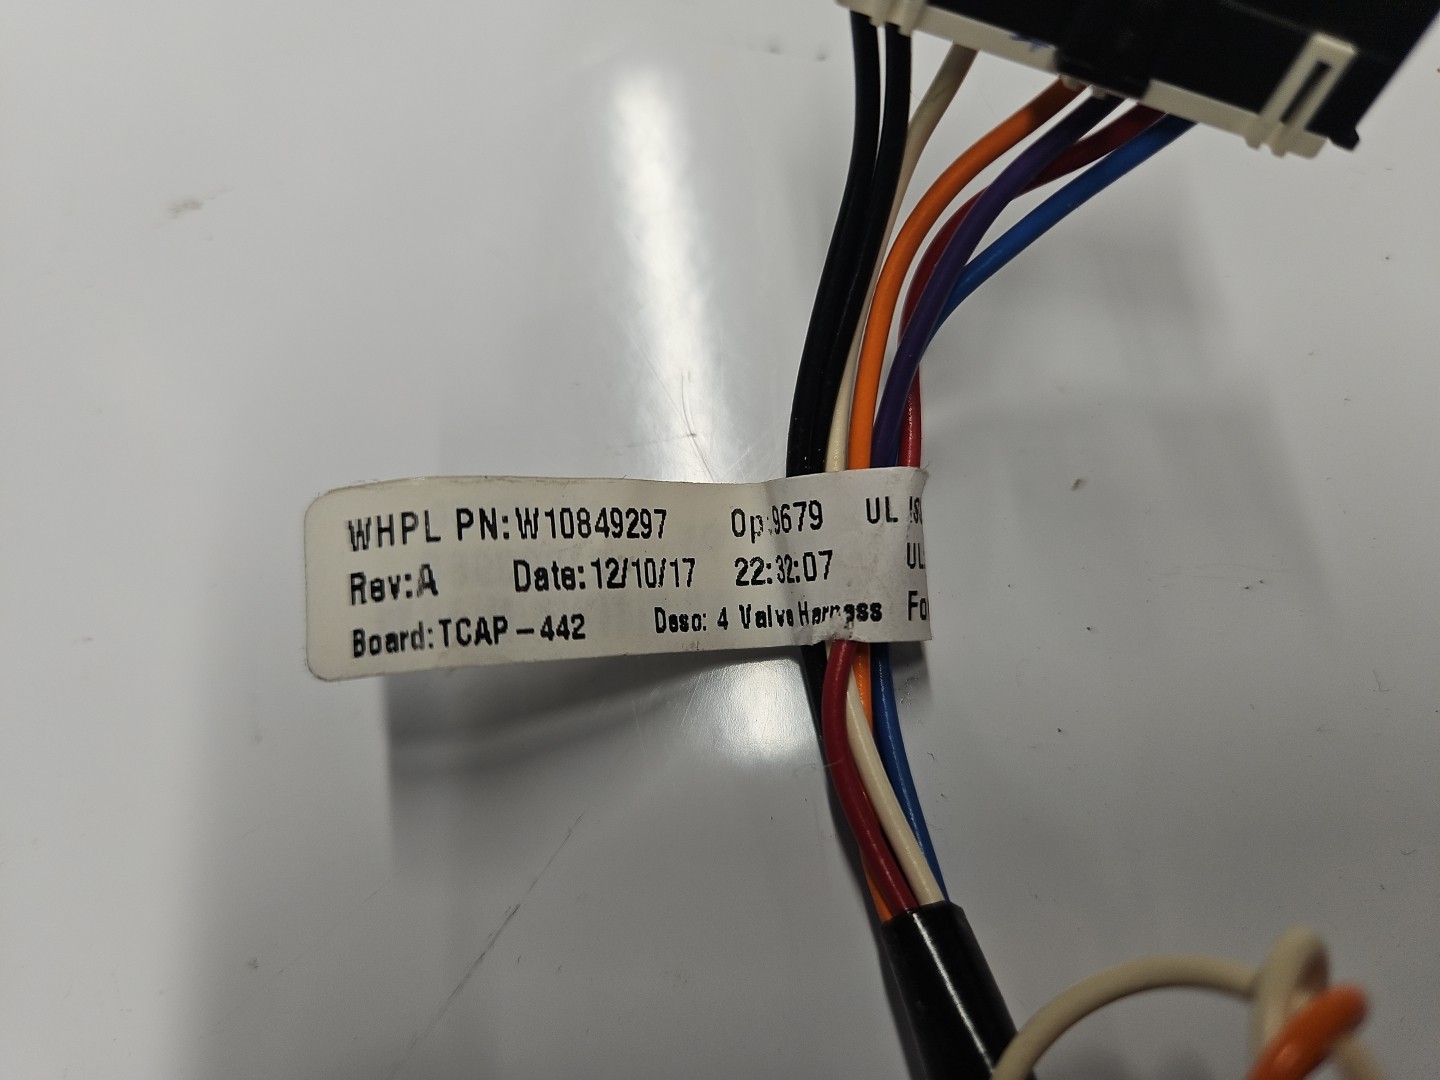 WHPL PN:W10849297 Op:9679 UL
Rev:A Date:12/10/17 22:32:07 UL
Board:TCAP-442 Desc: 4 Valve Harness